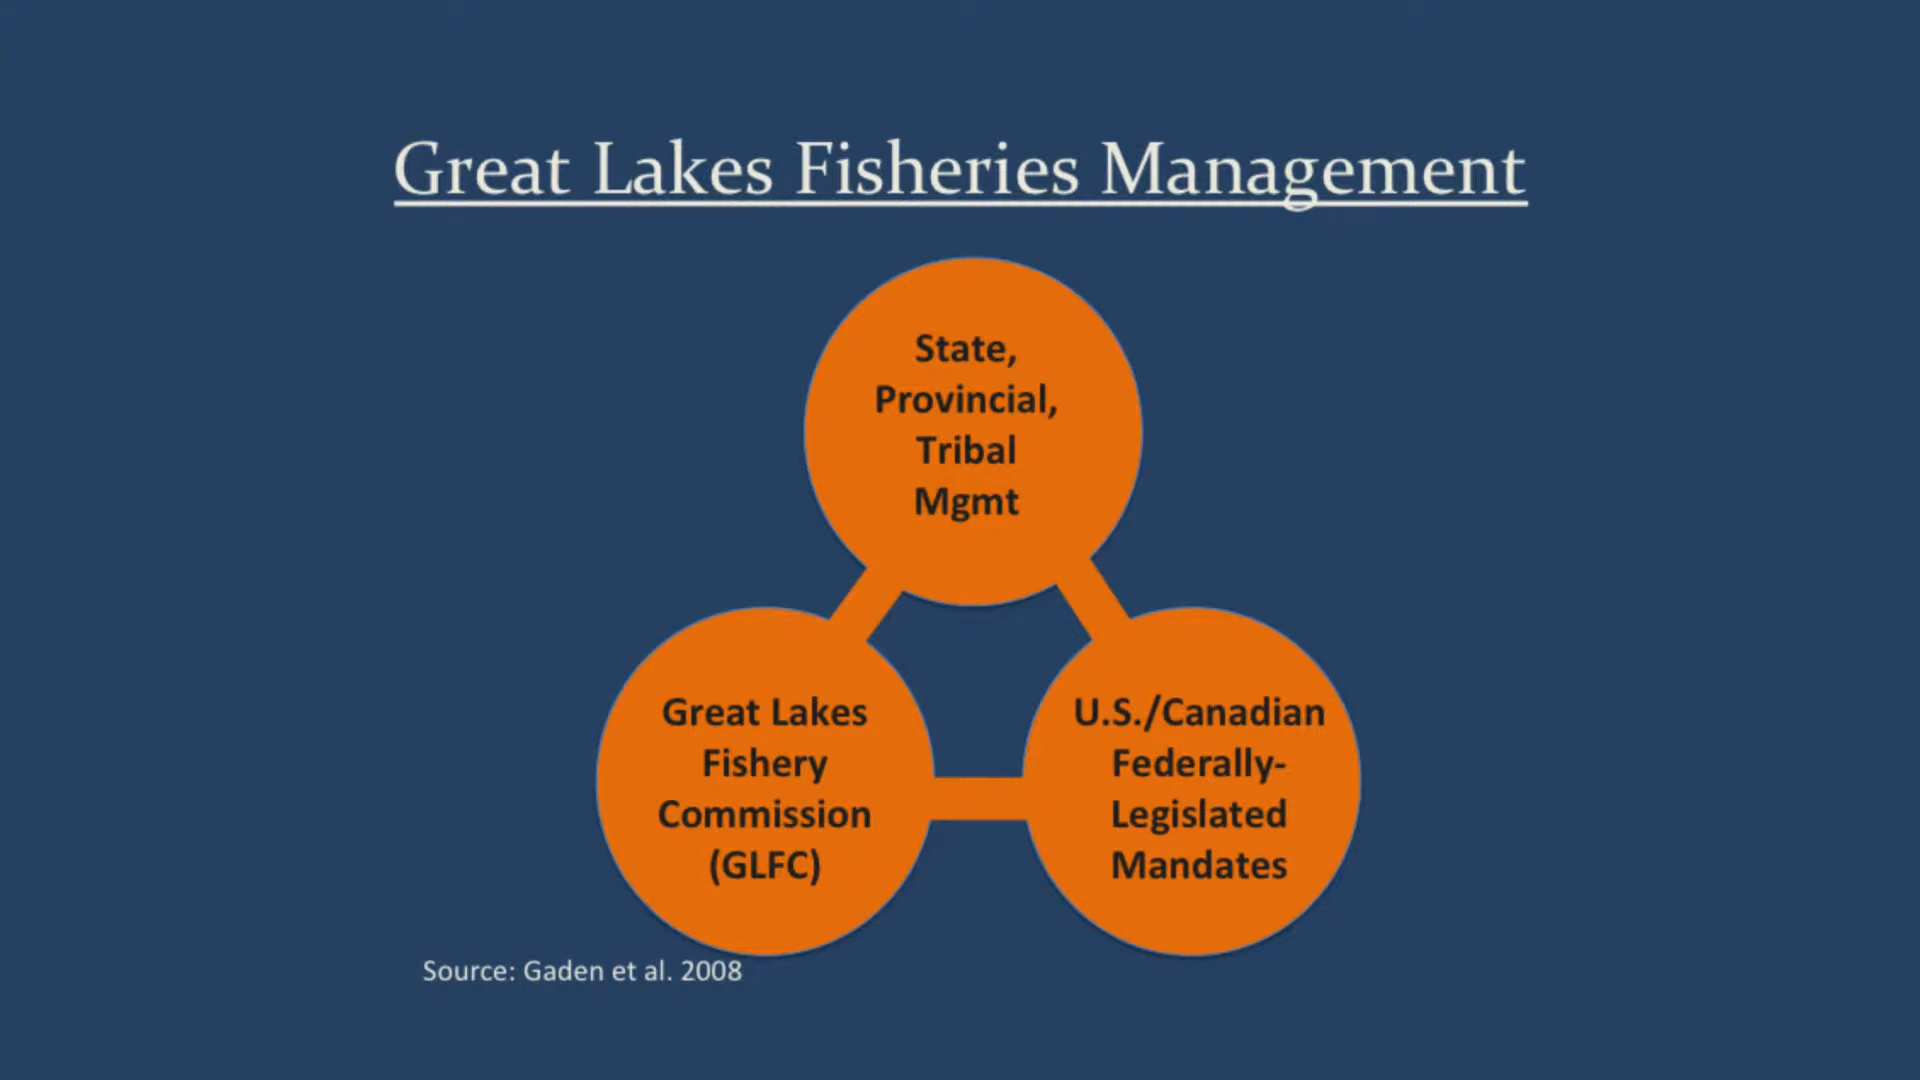 Great Lakes Fisheries Management
State,
Provincial,
Tribal
Mgmt
Great Lakes
Fishery
Commission
(GLFC)
U.S./Canadian
Federally-
Legislated
Mandates
Source: Gaden et al. 2008